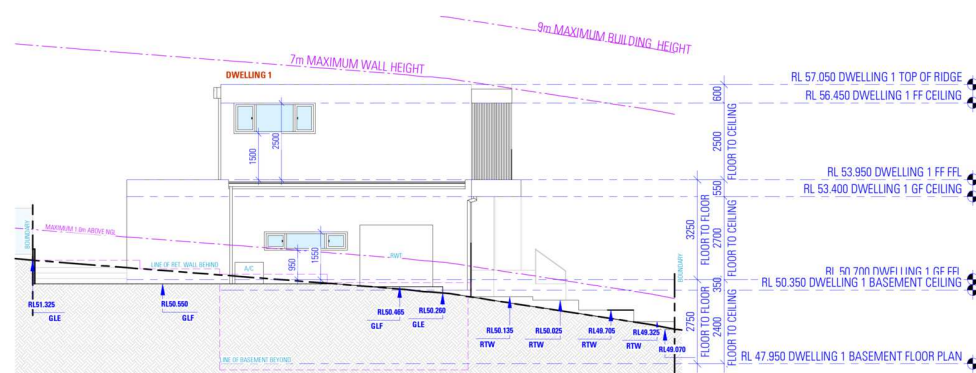 9m MAXIMUM BUILDING HEIGHT
7m MAXIMUM WALL HEIGHT
DWELLING 1
RL 57.050 DWELLING 1 TOP OF RIDGE
600
RL 56.450 DWELLING 1 FF CEILING
1500
2500
2500
FLOOR TO CEILING
RL 53.950 DWELLING 1 FF FFL
550
RL 53.400 DWELLING 1 GF CEILING
BOUNDARY
MAXIMUM 1.0m ABOVE NGL
3250
FLOOR TO FLOOR
2700
FLOOR TO CEILING
950
1550
RWT
A/C
LINE OF RET. WALL BEHIND
BOUNDARY
RL 50.700 DWELLING 1 GF FFL
350
RL 50.350 DWELLING 1 BASEMENT CEILING
RL51.325
GLE
RL50.550
GLF
RL50.465
GLF
RL50.260
GLE
RL50.135
RTW
RL50.025
RTW
RL49.705
RTW
RL49.325
RTW
RL49.070
2750
FLOOR TO FLOOR
2400
FLOOR TO CEILING
LINE OF BASEMENT BEYOND
RL 47.950 DWELLING 1 BASEMENT FLOOR PLAN